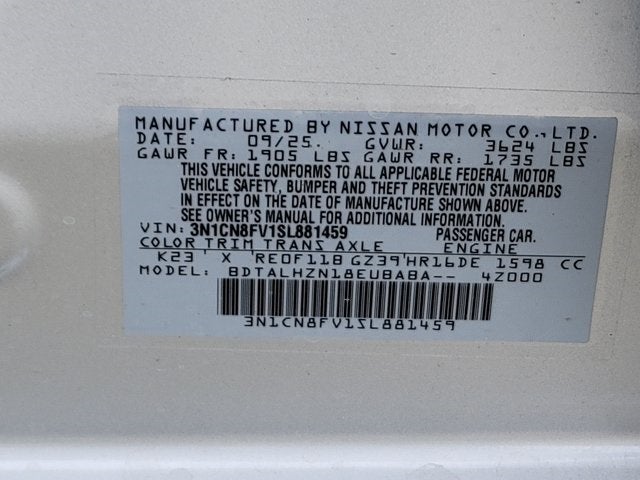 MANUFACTURED BY NISSAN MOTOR CO., LTD.
DATE: 09/25 GVWR: 3624 LBS
GAWR FR: 1905 LBS GAWR RR: 1735 LBS
THIS VEHICLE CONFORMS TO ALL APPLICABLE FEDERAL MOTOR
VEHICLE SAFETY, BUMPER AND THEFT PREVENTION STANDARDS
IN EFFECT ON THE DATE OF MANUFACTURE SHOWN ABOVE.
SEE OWNER'S MANUAL FOR ADDITIONAL INFORMATION.
VIN: 3N1CN8FV1SL881459 PASSENGER CAR.
COLOR TRIM TRANS AXLE ENGINE
K23 X RE0F11B GZ39 HR16DE 1598 CC
MODEL: BDTALHZN18EUBABA-- 4Z000
3N1CN8FV1SL881459